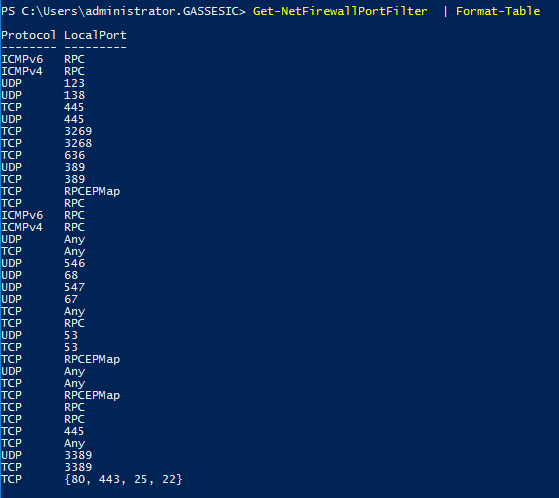 PS C:\Users\administrator.GASSESIC> Get-NetFirewallPortFilter  | Format-Table
Protocol LocalPort
-------- ---------
ICMPv6   RPC
ICMPv4   RPC
UDP      123
UDP      138
TCP      445
UDP      445
TCP      3269
TCP      3268
TCP      636
UDP      389
TCP      389
TCP      RPCEPMap
TCP      RPC
ICMPv6   RPC
ICMPv4   RPC
UDP      Any
TCP      Any
UDP      546
UDP      68
UDP      547
UDP      67
TCP      Any
TCP      RPC
UDP      53
TCP      53
TCP      RPCEPMap
UDP      Any
TCP      Any
TCP      RPCEPMap
TCP      RPC
TCP      RPC
TCP      445
TCP      Any
UDP      3389
TCP      3389
TCP      {80, 443, 25, 22}